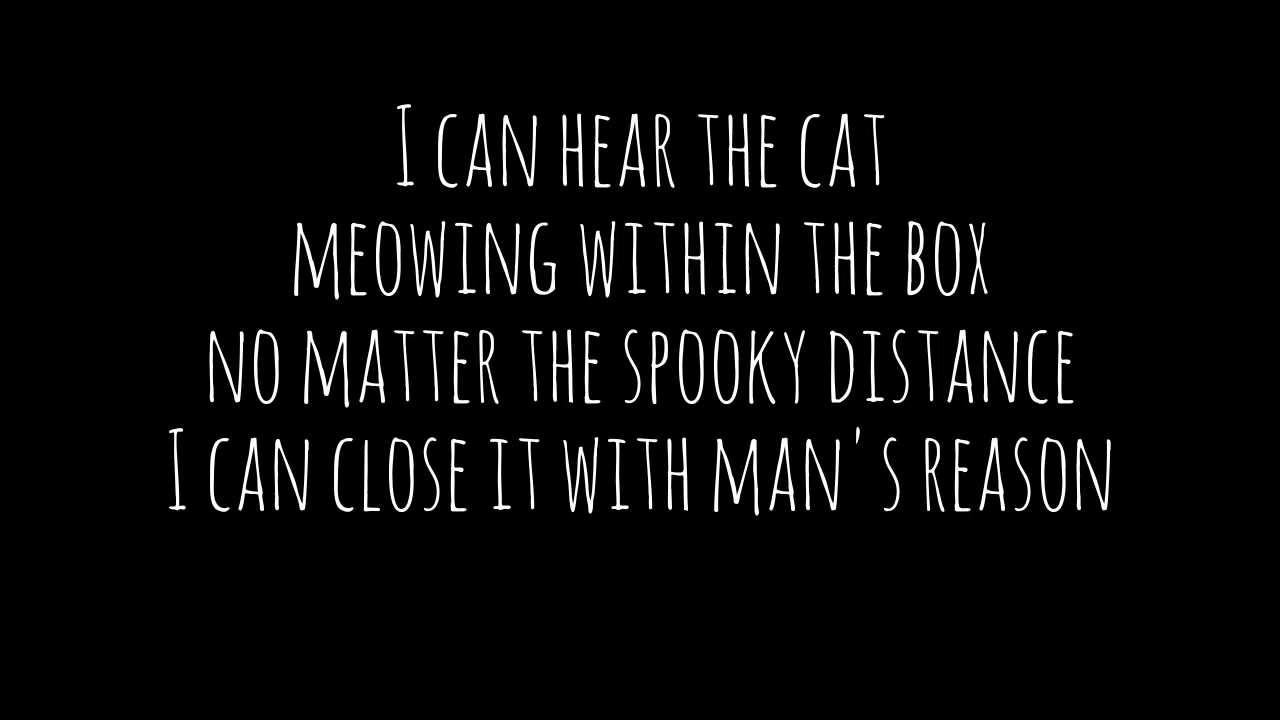 I CAN HEAR THE CAT
MEOWING WITHIN THE BOX
NO MATTER THE SPOOKY DISTANCE
I CAN CLOSE IT WITH MAN'S REASON